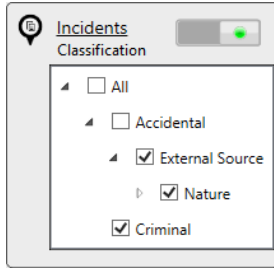 Incidents
Classification
All
Accidental
External Source
Nature
Criminal